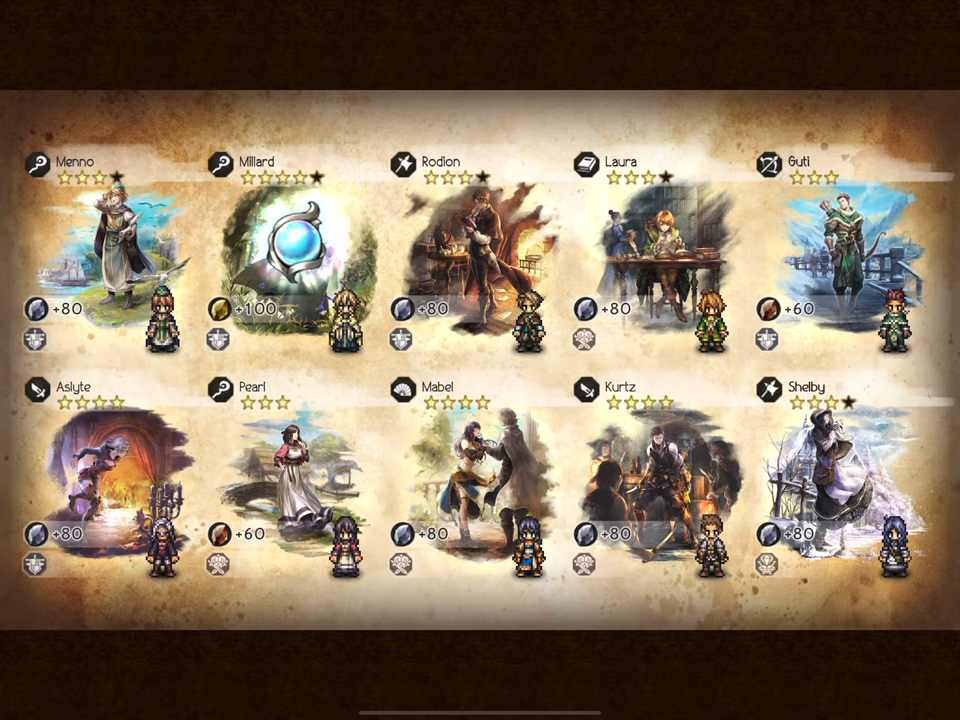 Menno
Millard
Rodion
Laura
Guti
+80
+100
+80
+80
+60
Aslyte
Pearl
Mabel
Kurtz
Shelby
+80
+60
+80
+80
+80